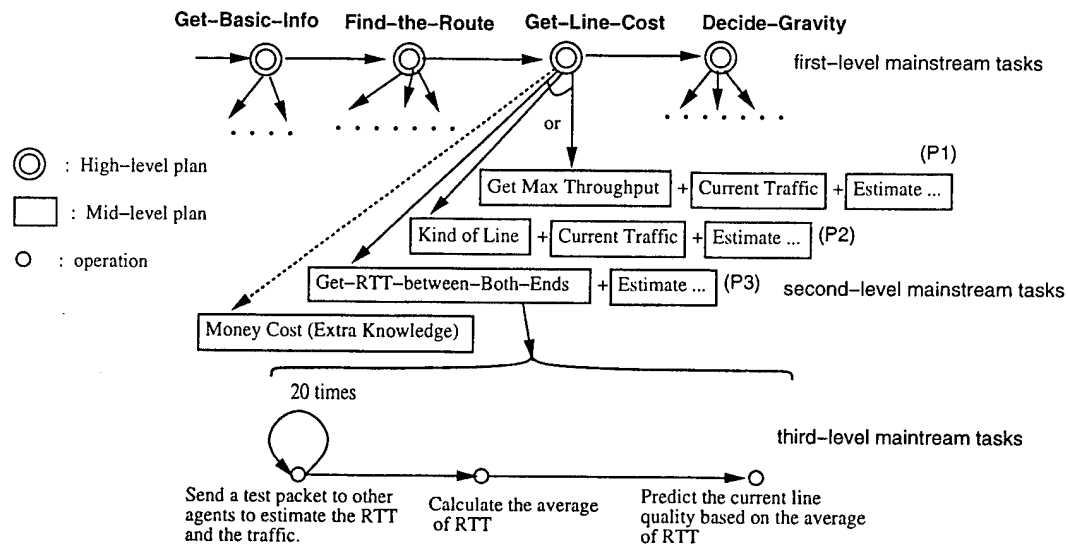 Get-Basic-Info Find-the-Route Get-Line-Cost Decide-Gravity
first-level mainstream tasks
or
: High-level plan
: Mid-level plan
: operation
(P1)
Get Max Throughput + Current Traffic + Estimate ...
Kind of Line + Current Traffic + Estimate ... (P2)
Get-RTT-between-Both-Ends + Estimate ... (P3)
second-level mainstream tasks
Money Cost (Extra Knowledge)
20 times
third-level maintream tasks
Send a test packet to other
agents to estimate the RTT
and the traffic.
Calculate the average
of RTT
Predict the current line
quality based on the average
of RTT